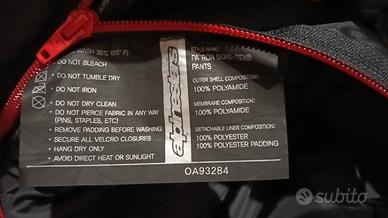 WASH 30°C (85° F)
• DO NOT BLEACH
• DO NOT TUMBLE DRY
• DO NOT IRON
• DO NOT DRY CLEAN
• DO NOT PIERCE FABRIC IN ANY WAY
(PINS, STAPLES, ETC)
• REMOVE PADDING BEFORE WASHING
• SECURE ALL VELCRO CLOSURES
• HANG DRY ONLY
• AVOID DIRECT HEAT OR SUNLIGHT
alpinestars
STYLE NAME:
PATRON GORE-TEX®
PANTS
OUTER SHELL COMPOSITION:
100% POLYAMIDE
MEMBRANE COMPOSITION:
100% POLYAMIDE
DETACHABLE LINER COMPOSITION:
100% POLYESTER
100% POLYESTER PADDING
OA93284
subito